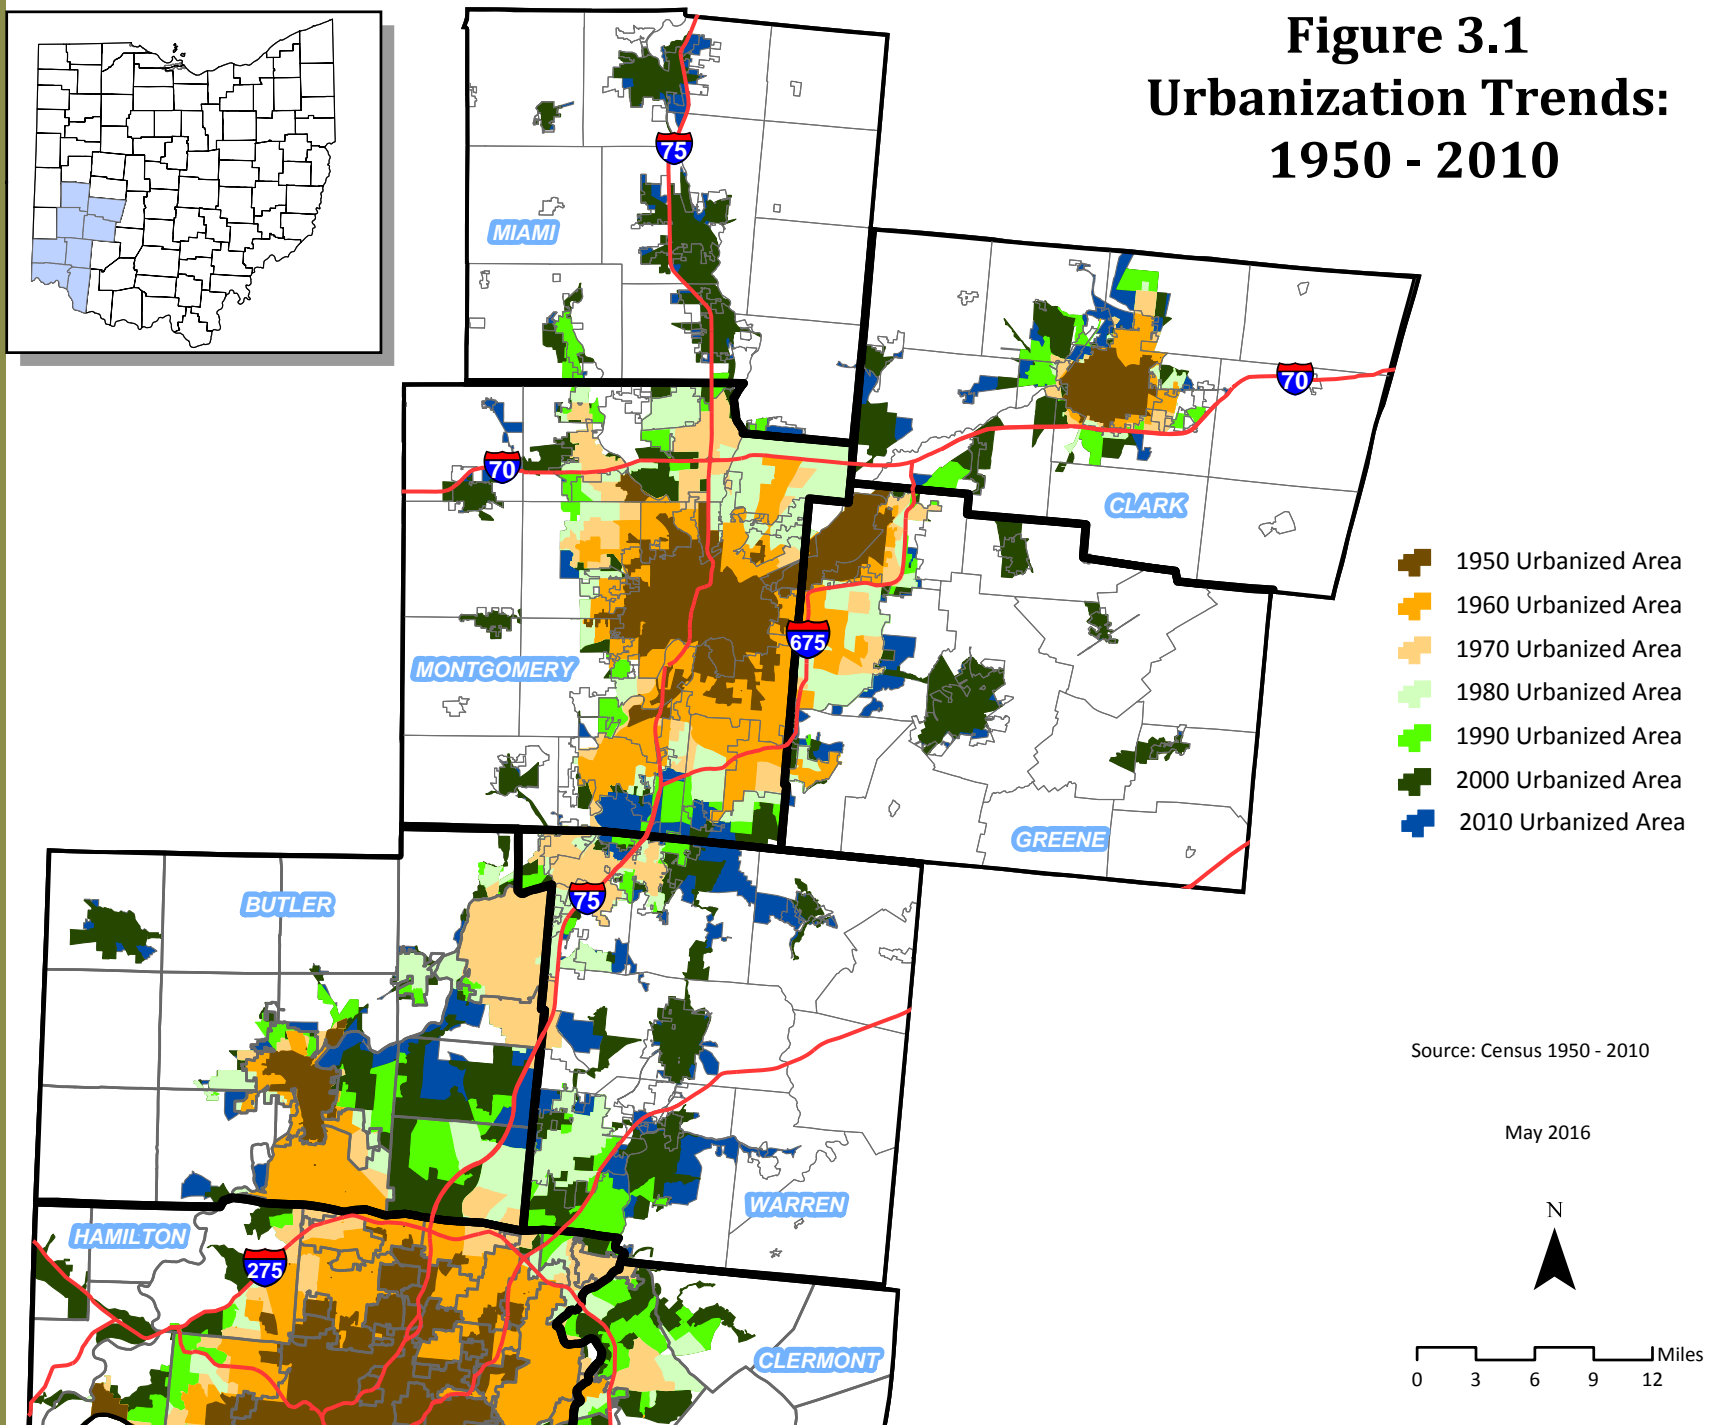 Figure 3.1
Urbanization Trends:
1950 - 2010
75
MIAMI
70
70
CLARK
1950 Urbanized Area
1960 Urbanized Area
675
1970 Urbanized Area
MONTGOMERY
1980 Urbanized Area
1990 Urbanized Area
2000 Urbanized Area
2010 Urbanized Area
GREENE
75
BUTLER
Source: Census 1950 - 2010
May 2016
WARREN
N
HAMILTON
275
CLERMONT
Miles
0 3 6 9 12